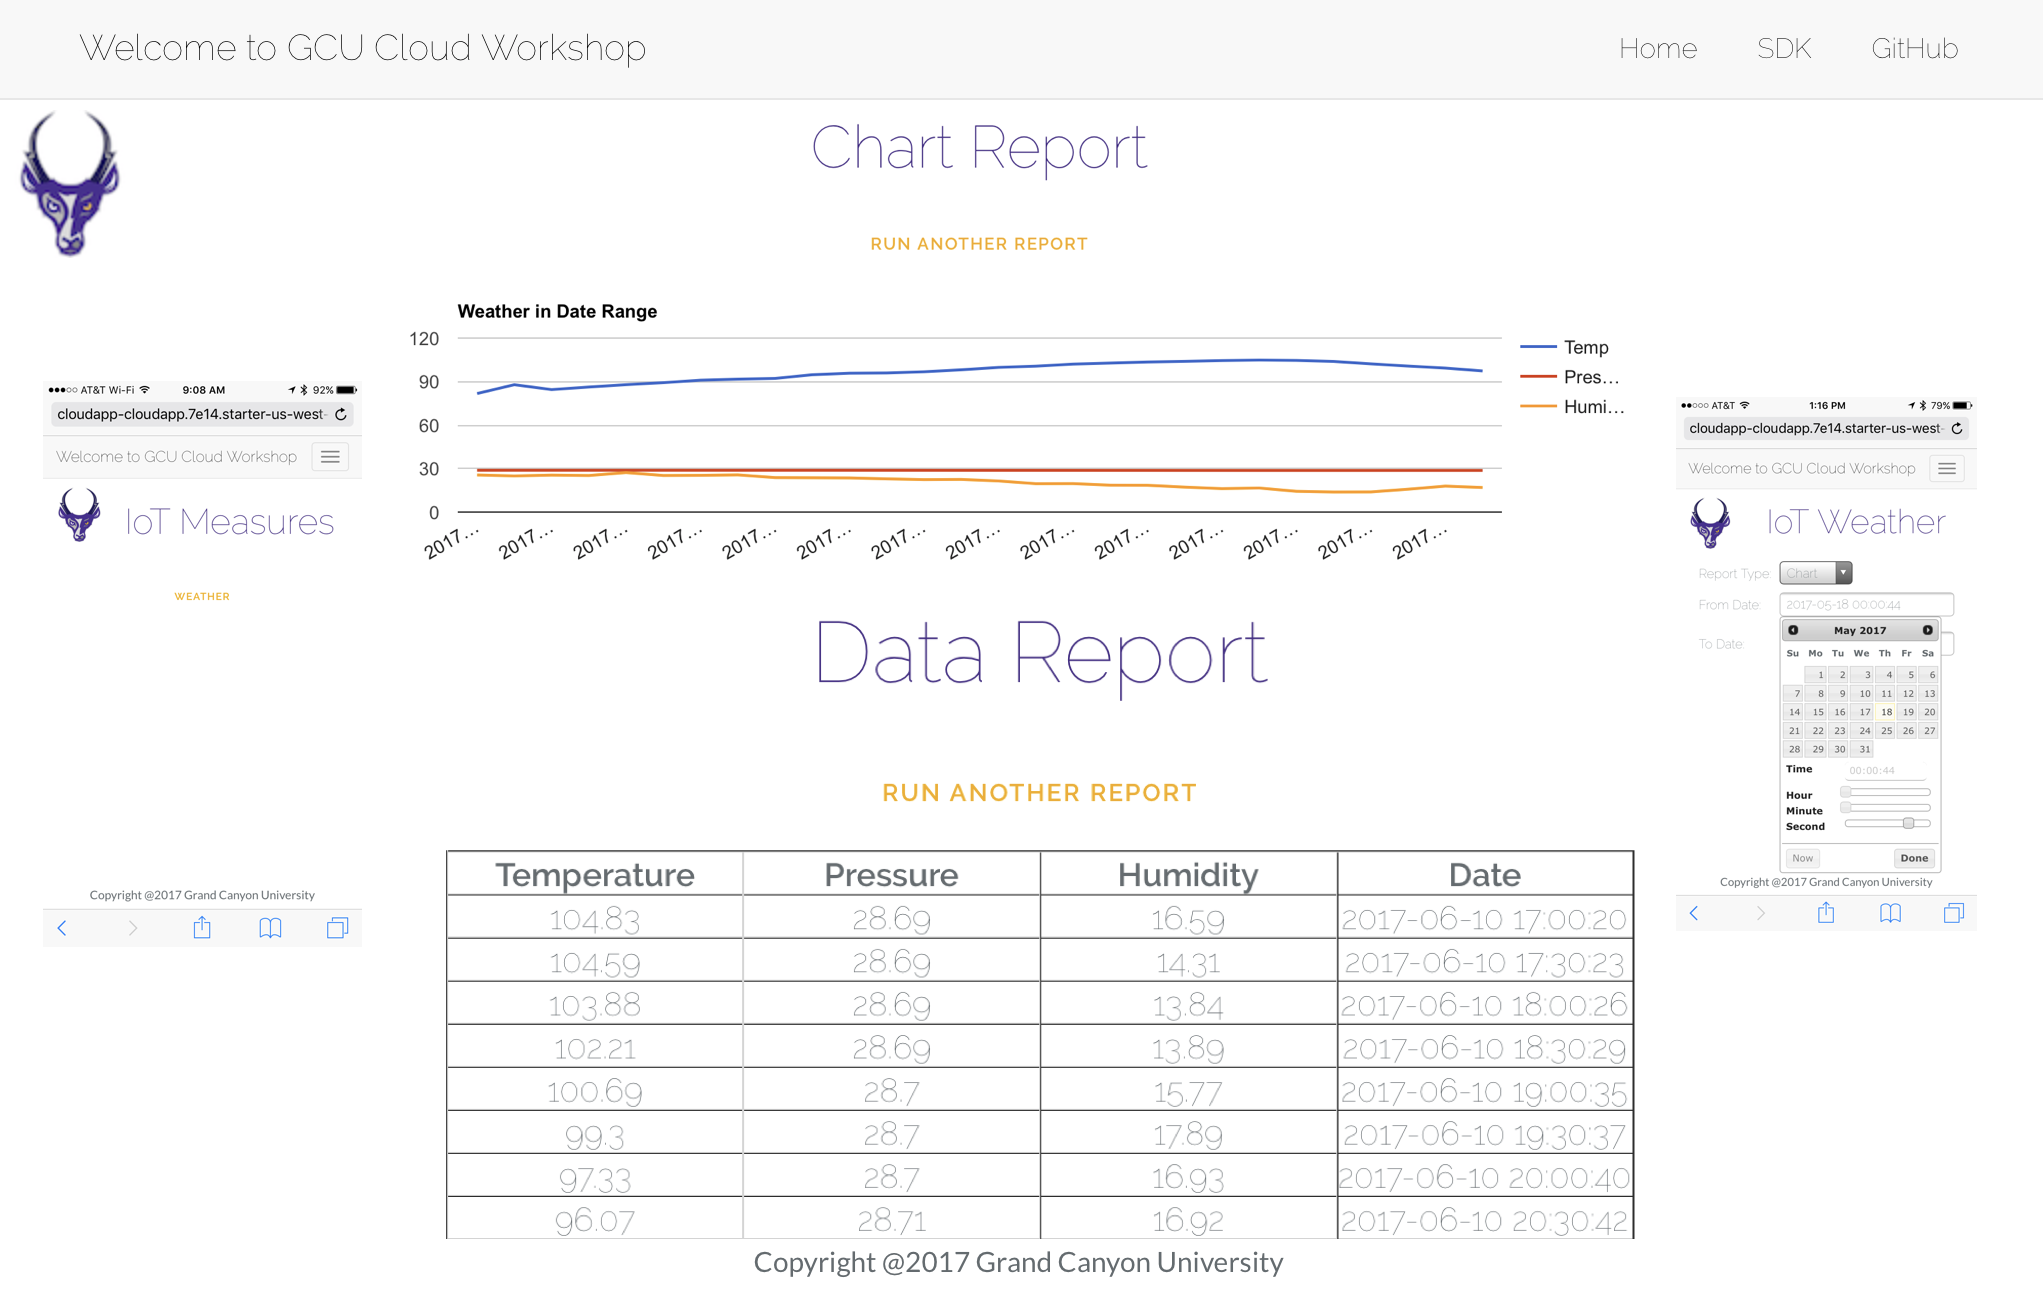 Welcome to GCU Cloud Workshop Home SDK GitHub
Chart Report
RUN ANOTHER REPORT
Weather in Date Range
120
90
60
30
0
2017... 2017... 2017... 2017... 2017... 2017... 2017... 2017... 2017... 2017... 2017... 2017... 2017... 2017...
Temp
Pres...
Humi...
AT&T Wi-Fi 9:08 AM 92%
cloudapp-cloudapp.7e14.starter-us-west-
Welcome to GCU Cloud Workshop
IoT Measures
WEATHER
Copyright @2017 Grand Canyon University
Data Report
RUN ANOTHER REPORT
Temperature Pressure Humidity Date
104.83 28.69 16.59 2017-06-10 17:00:20
104.59 28.69 14.31 2017-06-10 17:30:23
103.88 28.69 13.84 2017-06-10 18:00:26
102.21 28.69 13.89 2017-06-10 18:30:29
100.69 28.7 15.77 2017-06-10 19:00:35
99.3 28.7 17.89 2017-06-10 19:30:37
97.33 28.7 16.93 2017-06-10 20:00:40
96.07 28.71 16.92 2017-06-10 20:30:42
Copyright @2017 Grand Canyon University
AT&T 1:16 PM 79%
cloudapp-cloudapp.7e14.starter-us-west-
Welcome to GCU Cloud Workshop
IoT Weather
Report Type: Chart
From Date: 2017-05-18 00:00:44
To Date:
May 2017
Su Mo Tu We Th Fr Sa
1 2 3 4 5 6
7 8 9 10 11 12 13
14 15 16 17 18 19 20
21 22 23 24 25 26 27
28 29 30 31
Time 00:00:44
Hour
Minute
Second
Now Done
Copyright @2017 Grand Canyon University